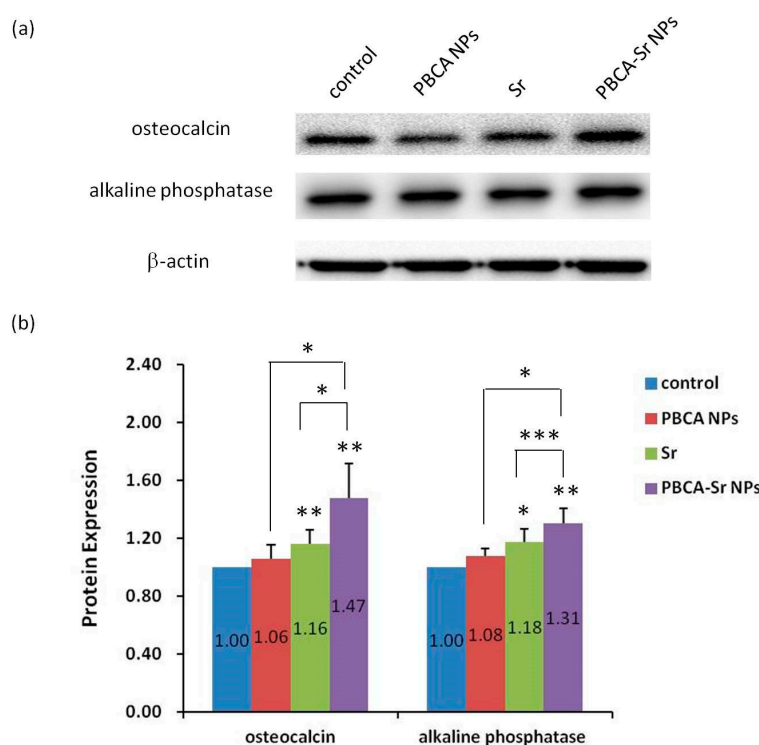 (a)
control PBCA NPs Sr PBCA-Sr NPs
osteocalcin
alkaline phosphatase
β-actin
(b)
2.40
2.00
1.60
1.20
0.80
0.40
0.00
Protein Expression
* *
* ***
** ** * **
1.00 1.06 1.16 1.47 1.00 1.08 1.18 1.31
osteocalcin alkaline phosphatase
control
PBCA NPs
Sr
PBCA-Sr NPs